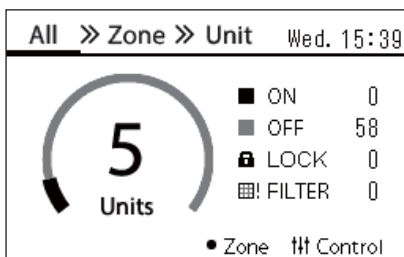 All » Zone » Unit Wed. 15:39
5
Units
ON 0
OFF 58
LOCK 0
! FILTER 0
• Zone Control